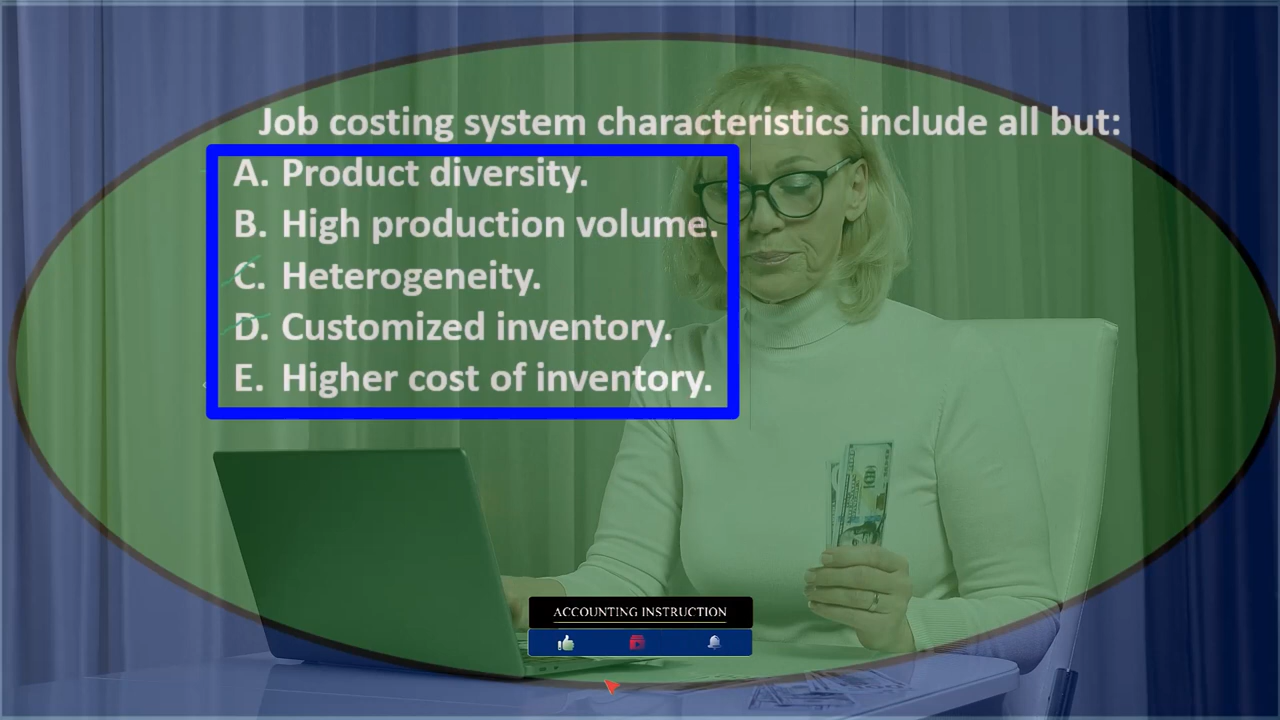 Job costing system characteristics include all but:
A. Product diversity.
B. High production volume.
C. Heterogeneity.
D. Customized inventory.
E. Higher cost of inventory.
ACCOUNTING INSTRUCTION